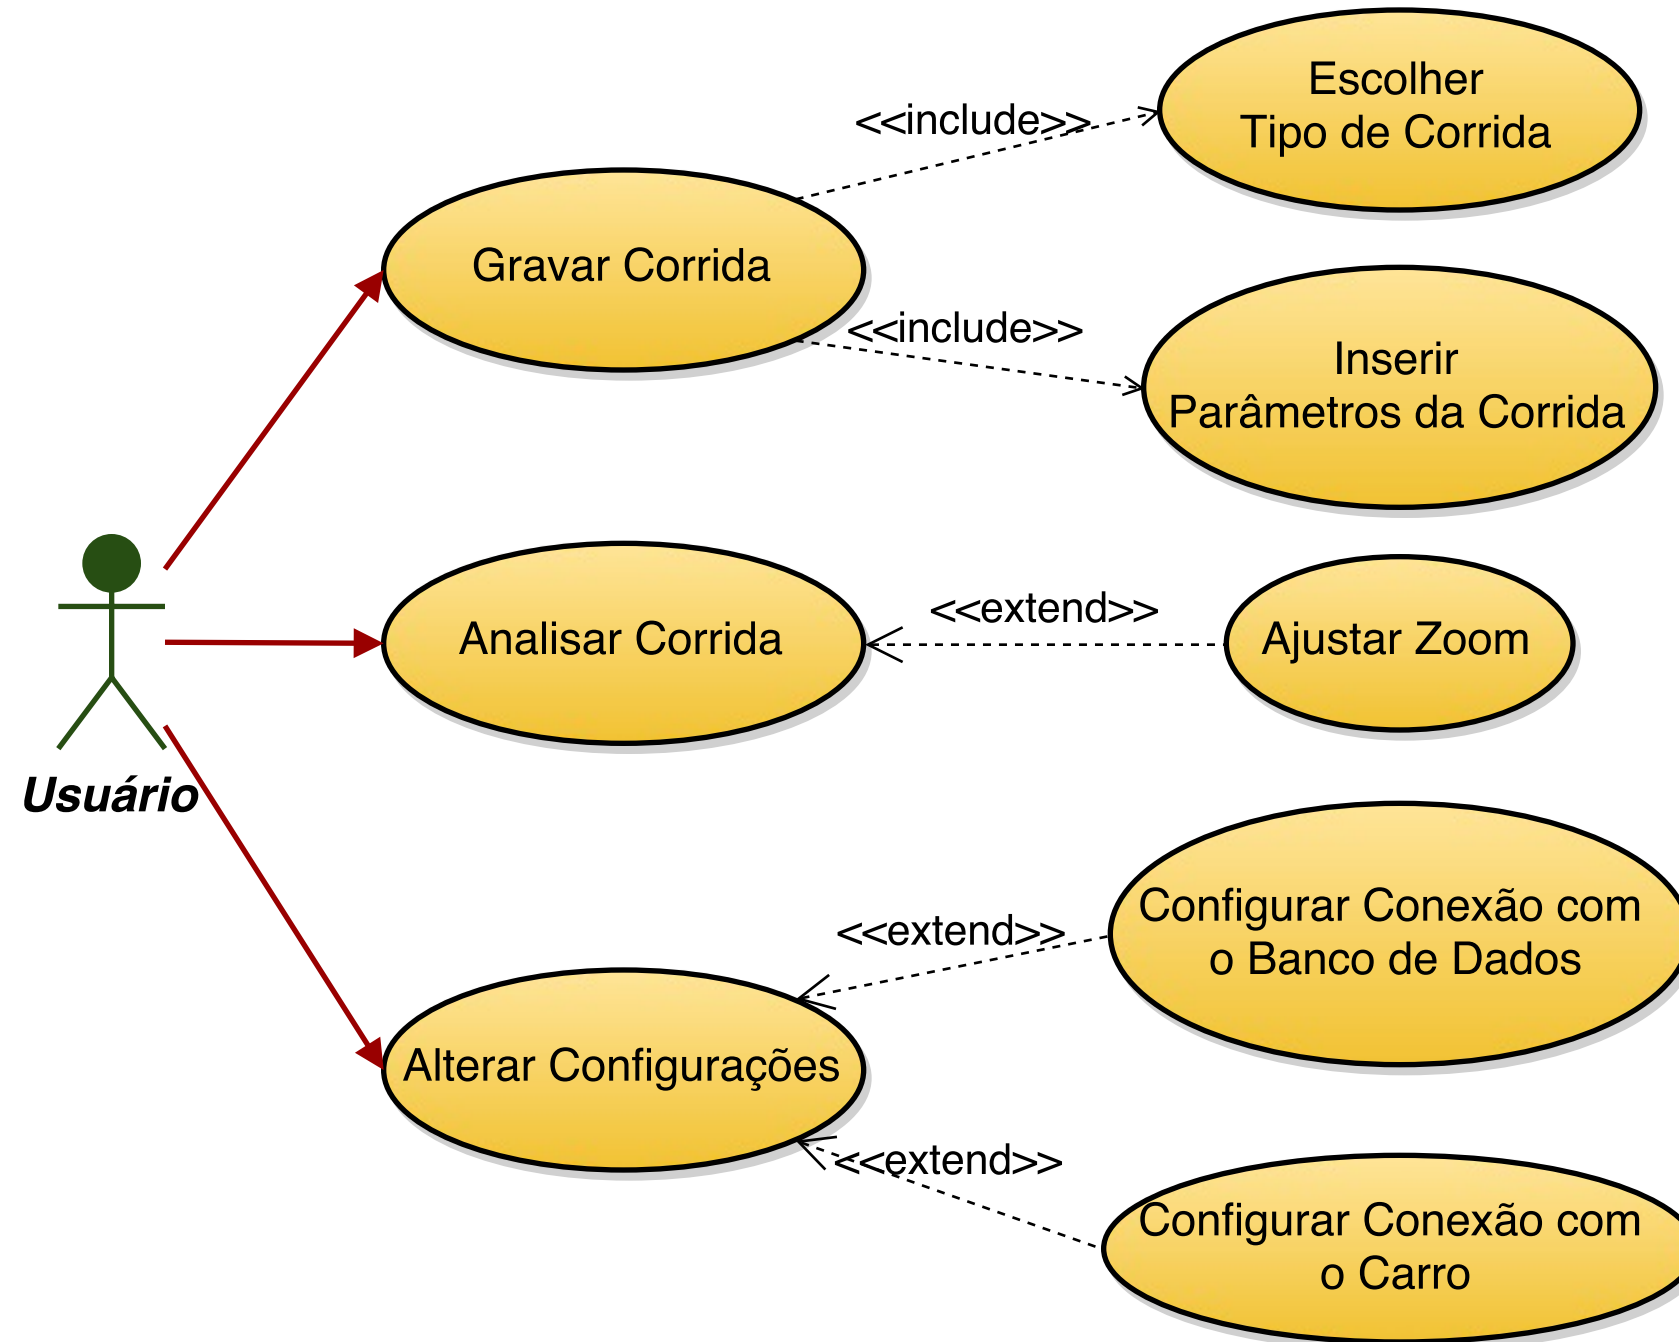 Escolher
Tipo de Corrida
<<include>>
Gravar Corrida
<<include>>
Inserir
Parâmetros da Corrida
Usuário
Analisar Corrida
<<extend>>
Ajustar Zoom
Configurar Conexão com
o Banco de Dados
<<extend>>
Alterar Configurações
<<extend>>
Configurar Conexão com
o Carro